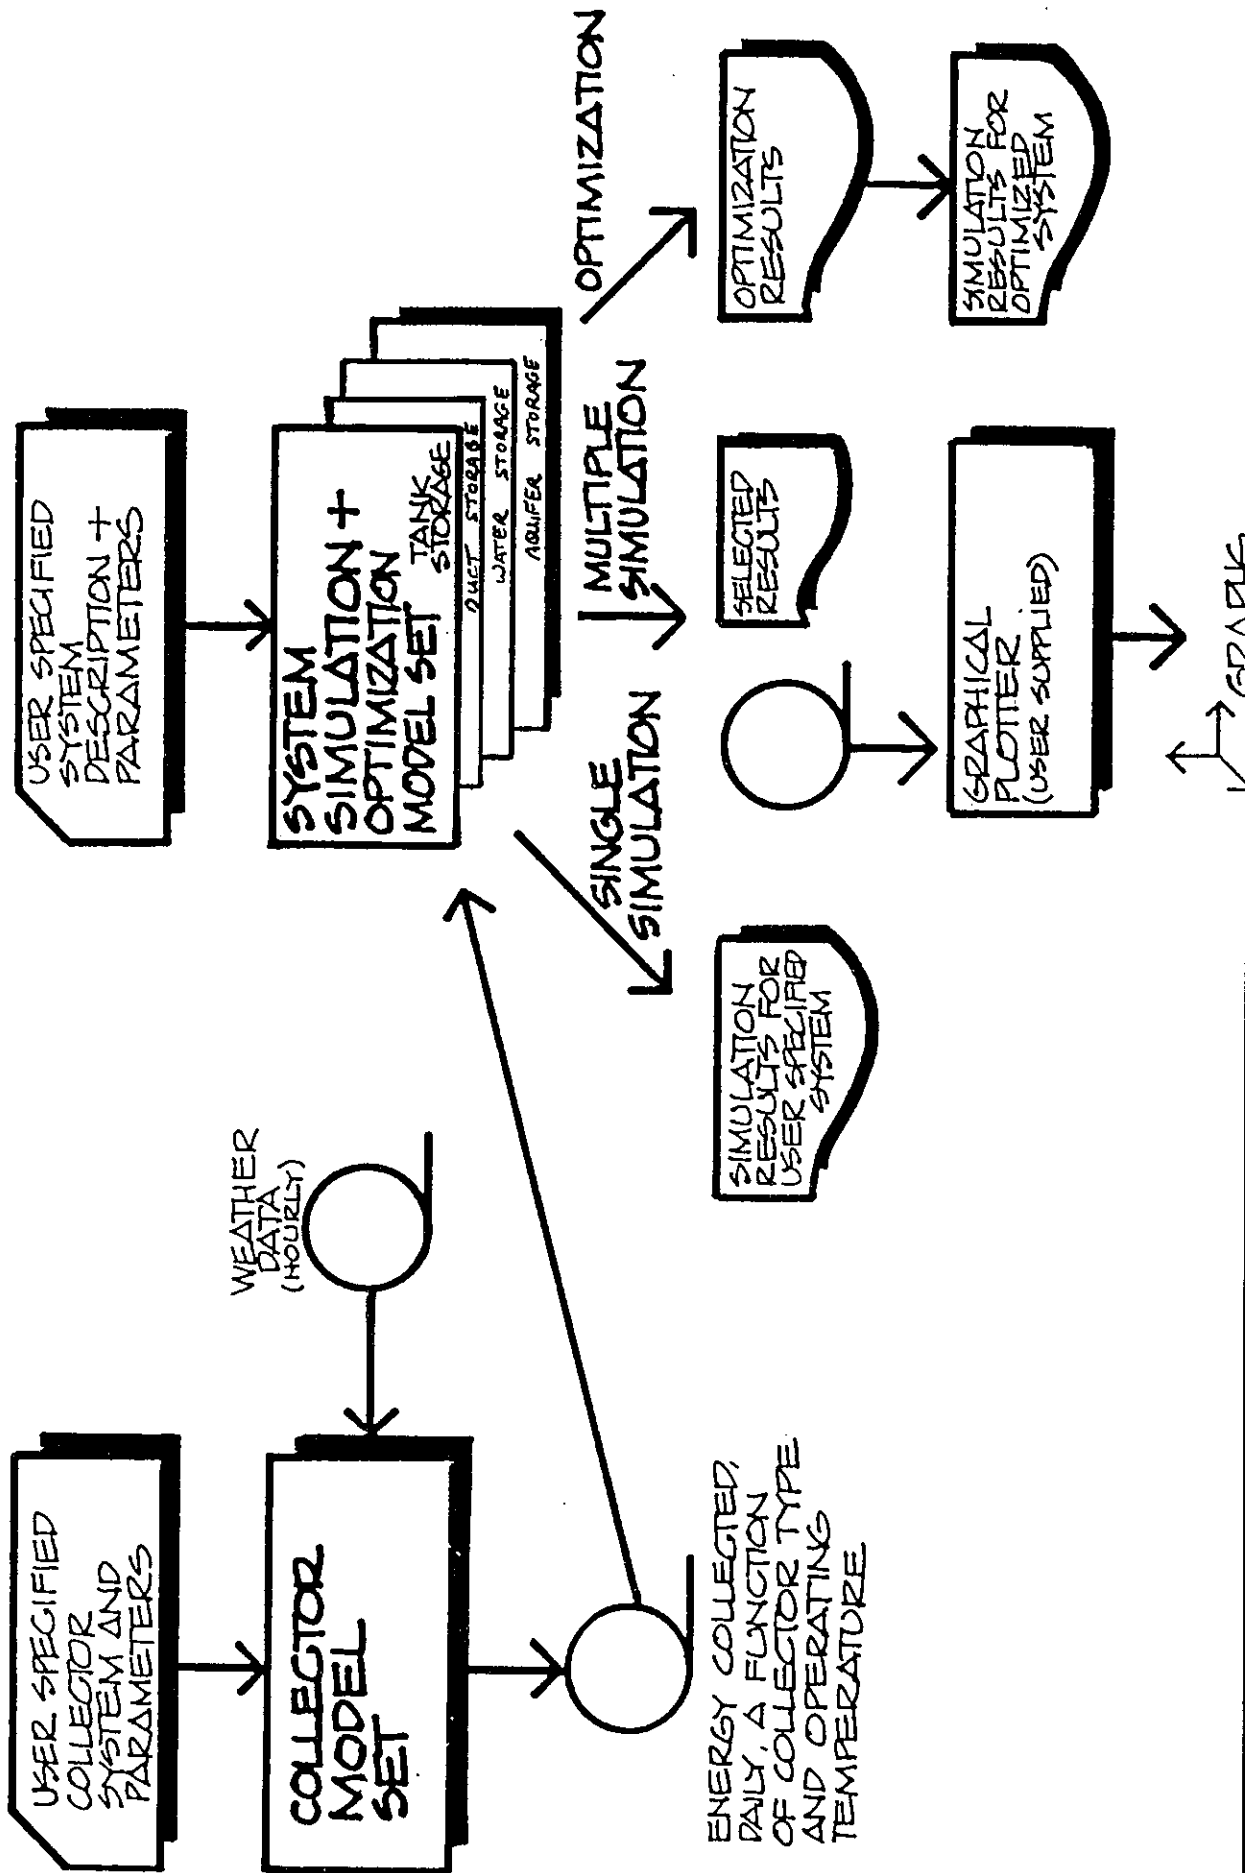 USER SPECIFIED
COLLECTOR
SYSTEM AND
PARAMETERS
COLLECTOR
MODEL
SET
WEATHER
DATA
(HOURLY)
ENERGY COLLECTED,
DAILY, A FUNCTION
OF COLLECTOR TYPE
AND OPERATING
TEMPERATURE
USER SPECIFIED
SYSTEM
DESCRIPTION +
PARAMETERS
SYSTEM
SIMULATION +
OPTIMIZATION
MODEL SET
TANK
STORAGE
DUCT STORAGE
WATER STORAGE
AQUIFER STORAGE
SINGLE
SIMULATION
MULTIPLE
SIMULATION
OPTIMIZATION
SIMULATION
RESULTS FOR
USER SPECIFIED
SYSTEM
SELECTED
RESULTS
GRAPHICAL
PLOTTER
(USER SUPPLIED)
GRAPHS
OPTIMIZATION
RESULTS
SIMULATION
RESULTS FOR
OPTIMIZED
SYSTEM